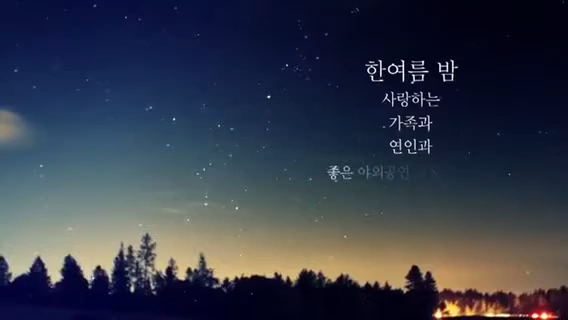 한여름 밤
사랑하는
가족과
연인과
좋은 야외공연